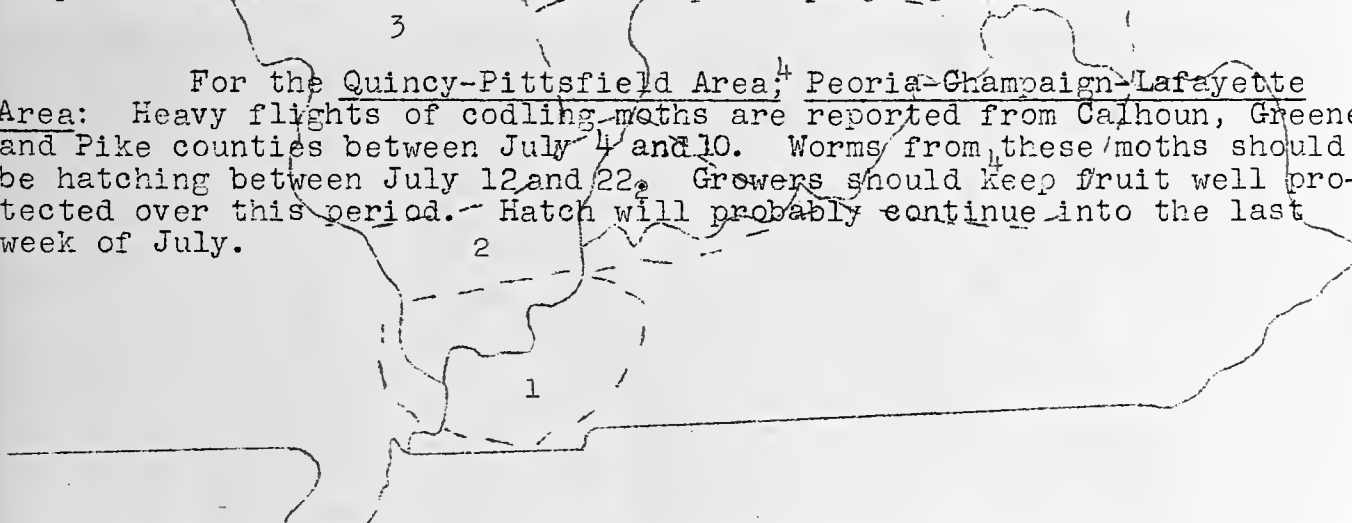 3
4
For the Quincy-Pittsfield Area; Peoria-Champaign-Lafayette
Area: Heavy flights of codling moths are reported from Calhoun, Greene
and Pike counties between July 4 and 10. Worms from these moths should
4
be hatching between July 12 and 22. Growers should keep fruit well pro-
tected over this period. Hatch will probably continue into the last
week of July.
2
1